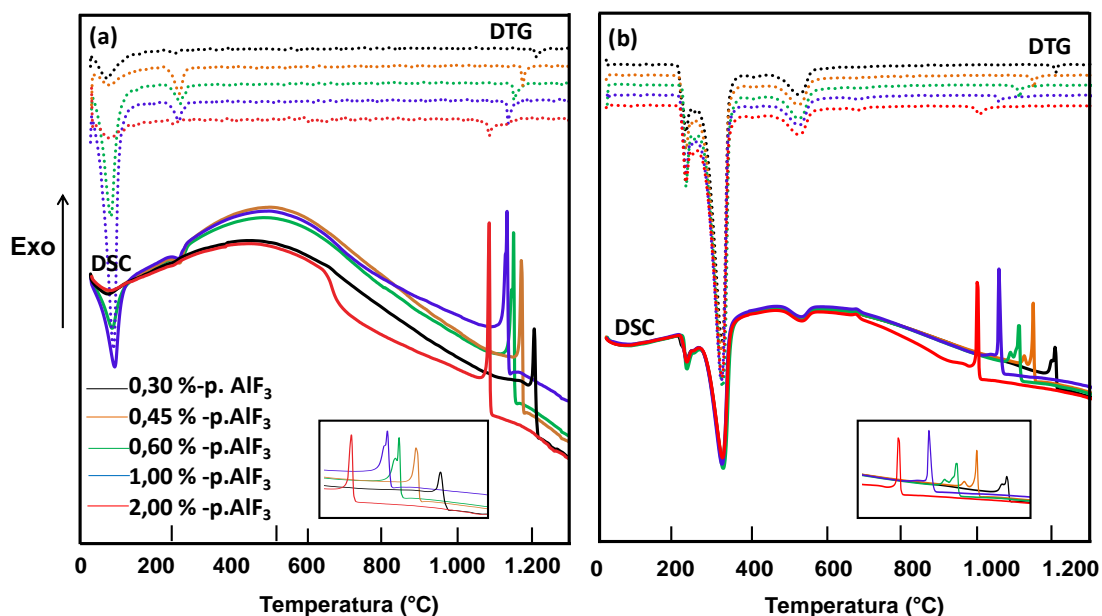 (a)
DTG
Exo
DSC
0,30 %-p. AlF₃
0,45 % -p.AlF₃
0,60 % -p.AlF₃
1,00 % -p.AlF₃
2,00 % -p.AlF₃
0 200 400 600 800 1.000 1.200
Temperatura (°C)
(b)
DTG
DSC
0 200 400 600 800 1.000 1.200
Temperatura (°C)